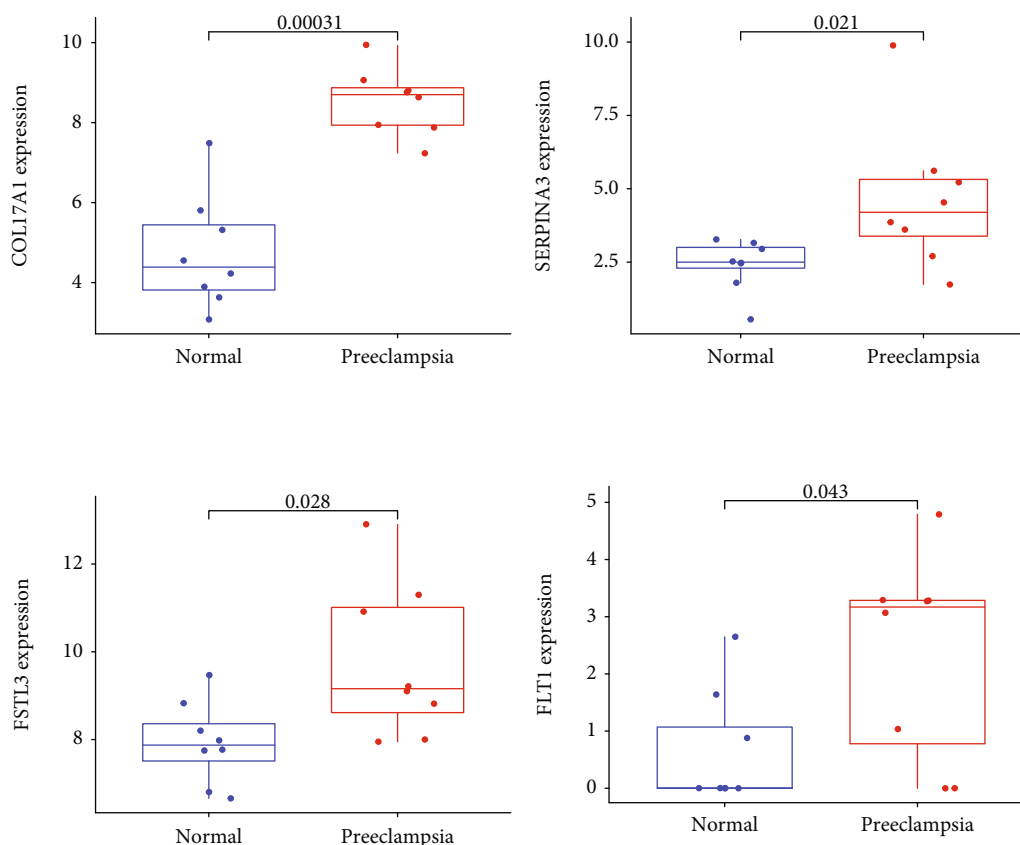 COL17A1 expression
10
8
6
4
0.00031
Normal
Preeclampsia
SERPINA3 expression
10.0
7.5
5.0
2.5
0.021
Normal
Preeclampsia
FSTL3 expression
12
10
8
0.028
Normal
Preeclampsia
FLT1 expression
5
4
3
2
1
0
0.043
Normal
Preeclampsia